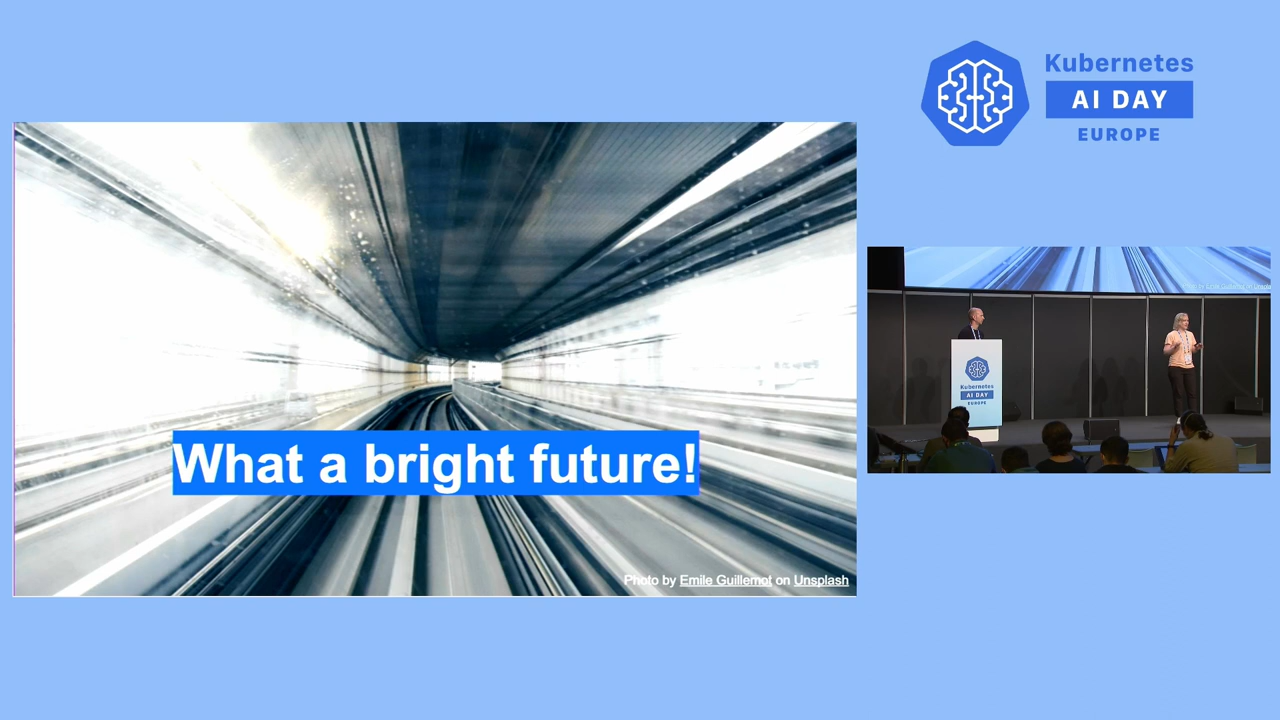 Kubernetes
AI DAY
EUROPE
What a bright future!
Photo by Emile Guillemot on Unsplash
Kubernetes
AI DAY
EUROPE